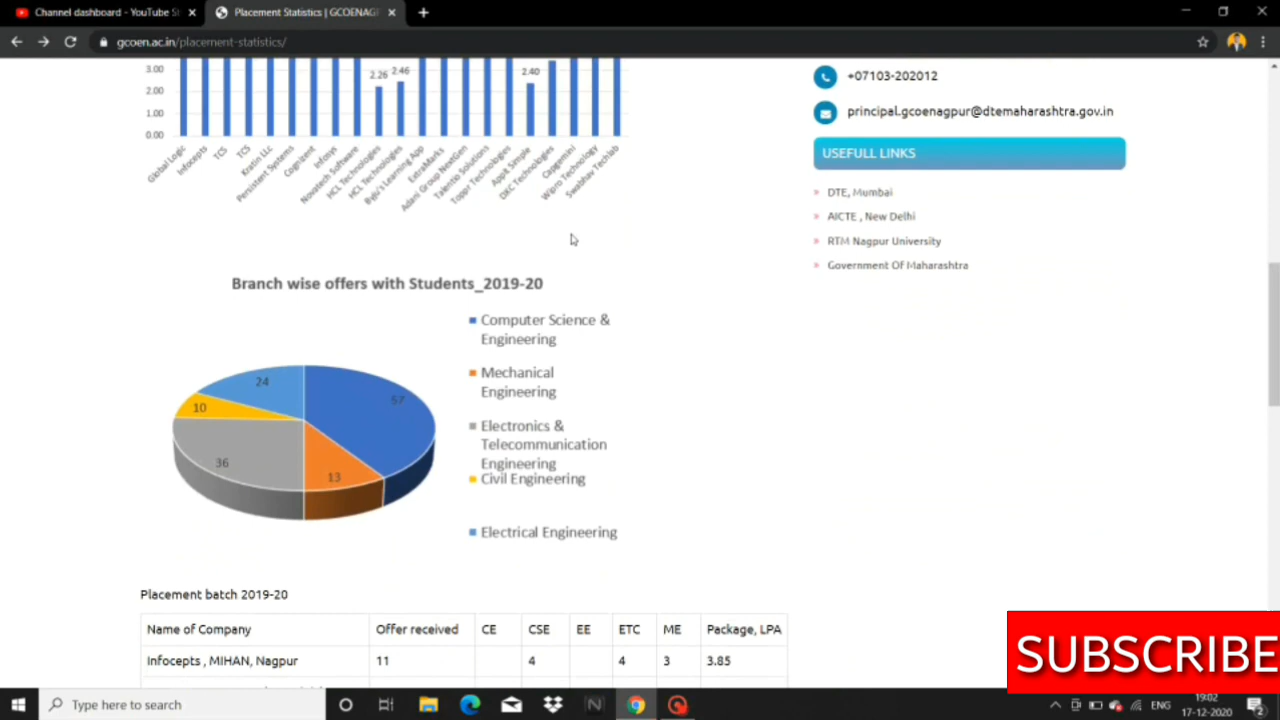 Channel dashboard - YouTube St
Placement Statistics | GCOENAGP
gcoen.ac.in/placement-statistics/
3.00
2.00
1.00
0.00
2.26
2.46
2.40
Global Logic
Infocepts
TCS
TCS
Kratin LLc
Persistent Systems
Cognizent
Infosys
Novatech Software
HCL Technologies
HCL Technologies
Byju's Learning App
ExtraMarks
Adani Group NextGen
Talentio Solutions
Toppr Technologies
Applt Simple
DEC Technologies
Capgemini
Wipro Technology
Swabhav Techlab
+07103-202012
principal.gcoenagpur@dtemaharashtra.gov.in
USEFULL LINKS
» DTE, Mumbai
» AICTE , New Delhi
» RTM Nagpur University
» Government Of Maharashtra
Branch wise offers with Students_2019-20
57
13
36
10
24
Computer Science &
Engineering
Mechanical
Engineering
Electronics &
Telecommunication
Engineering
Civil Engineering
Electrical Engineering
Placement batch 2019-20
Name of Company Offer received CE CSE EE ETC ME Package, LPA
Infocepts , MIHAN, Nagpur 11 4 4 3 3.85
SUBSCRIBE
Type here to search
ENG
19:02
17-12-2020
2